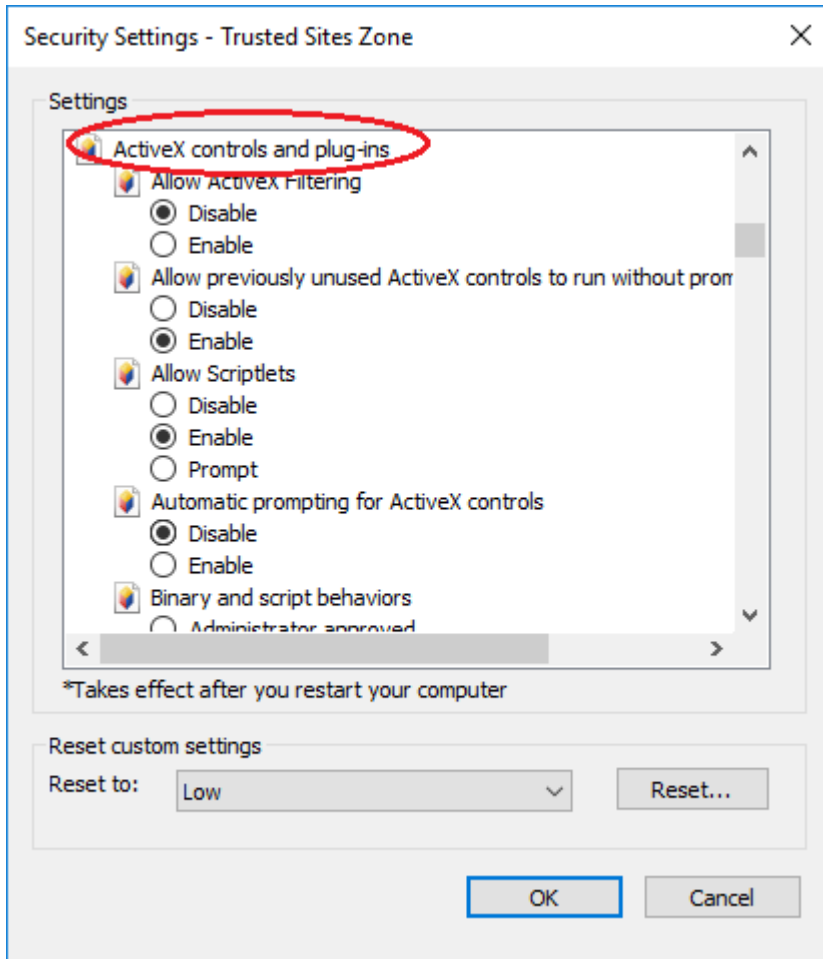 Security Settings - Trusted Sites Zone
Settings
ActiveX controls and plug-ins
Allow ActiveX Filtering
Disable
Enable
Allow previously unused ActiveX controls to run without prom
Disable
Enable
Allow Scriptlets
Disable
Enable
Prompt
Automatic prompting for ActiveX controls
Disable
Enable
Binary and script behaviors
Administrator approved
*Takes effect after you restart your computer
Reset custom settings
Reset to: Low Reset...
OK Cancel